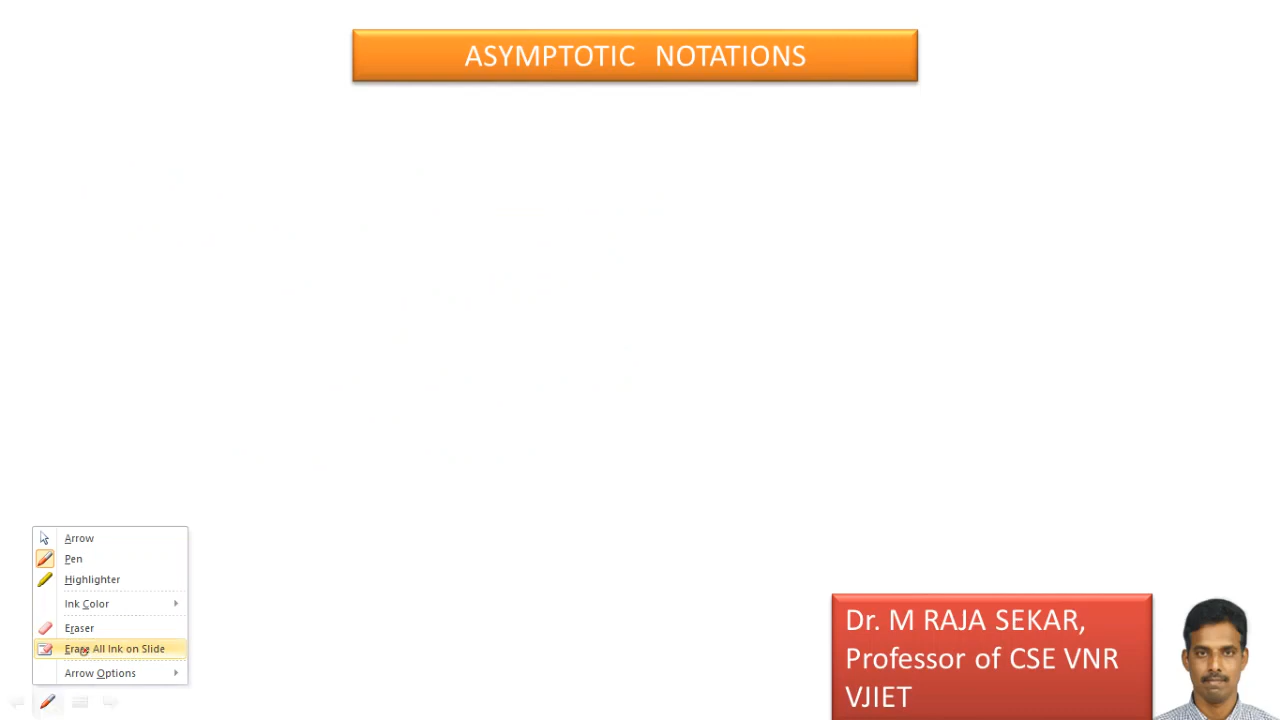 ASYMPTOTIC NOTATIONS
Arrow
Pen
Highlighter
Ink Color
Eraser
Erase All Ink on Slide
Arrow Options
Dr. M RAJA SEKAR,
Professor of CSE VNR
VJIET